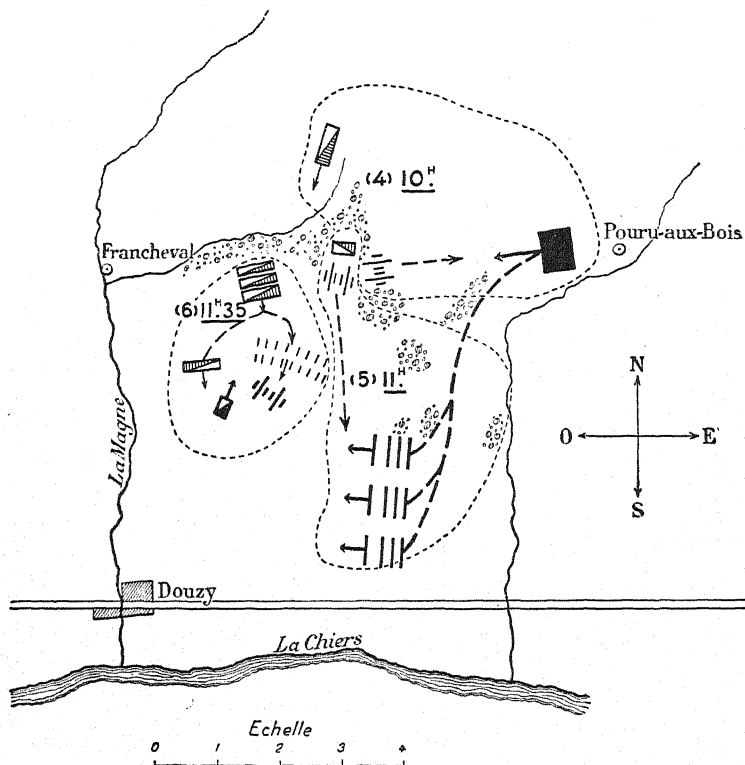 (4) 10.H
Francheval
Pouru-aux-Bois
(6) 11.H35
(5) 11.H
N
O E
S
La Magne
Douzy
La Chiers
Echelle
0 1 2 3 4